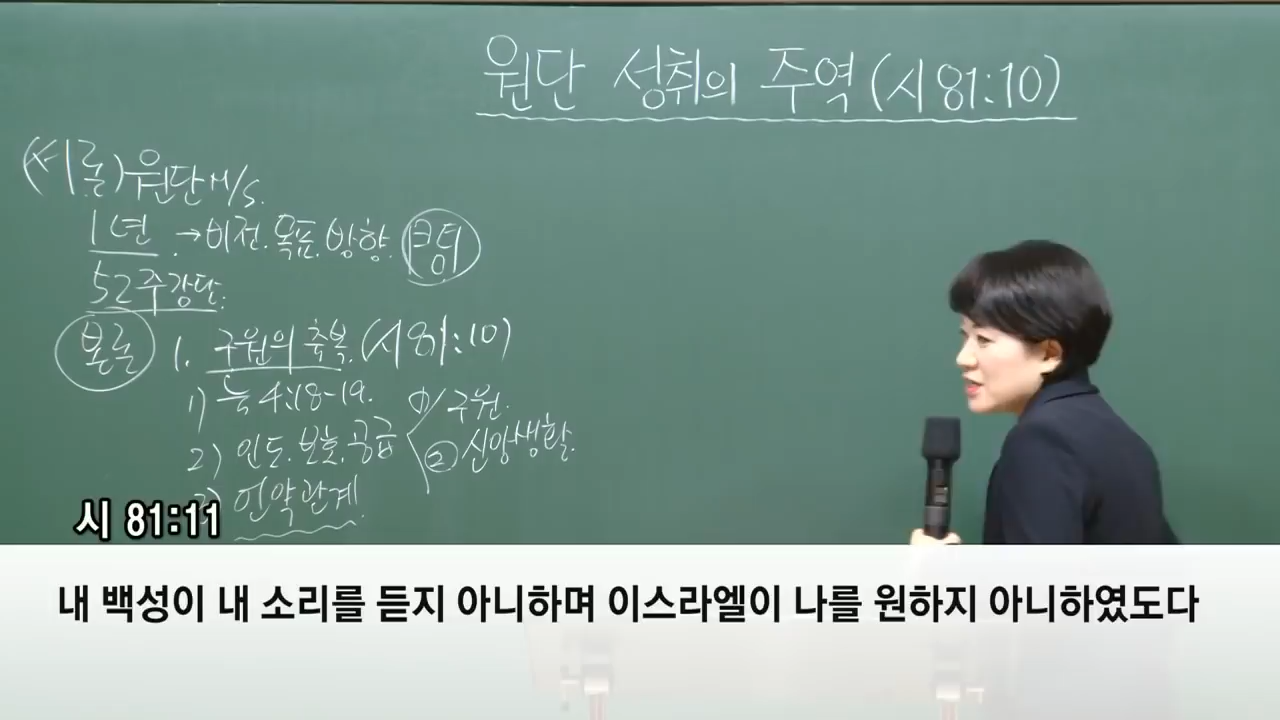 원단 성취의 주역 (시 81:10)
(서론) 원단 M/S.
1년 → 비전. 목표. 방향.
52주 강단.
본론 1. 구원의 축복. (시 81:10)
1) 눅 4:18-19. ① 구원.
2) 인도. 보호. 공급 ② 신앙생활.
언약관계.
시 81:11
내 백성이 내 소리를 듣지 아니하며 이스라엘이 나를 원하지 아니하였도다